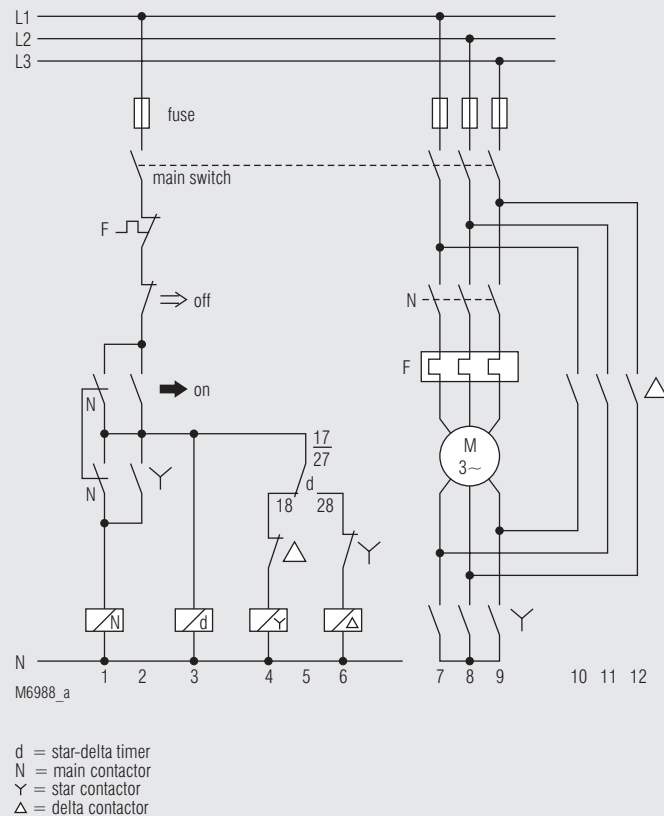 L1
L2
L3
fuse
main switch
F
off
N
F
N
on
M
3~
17
27
d
18 28
N
N
d
Y
△
△
Y
Y
△
N
1 2 3 4 5 6 7 8 9 10 11 12
M6988_a
d = star-delta timer
N = main contactor
Y = star contactor
△ = delta contactor